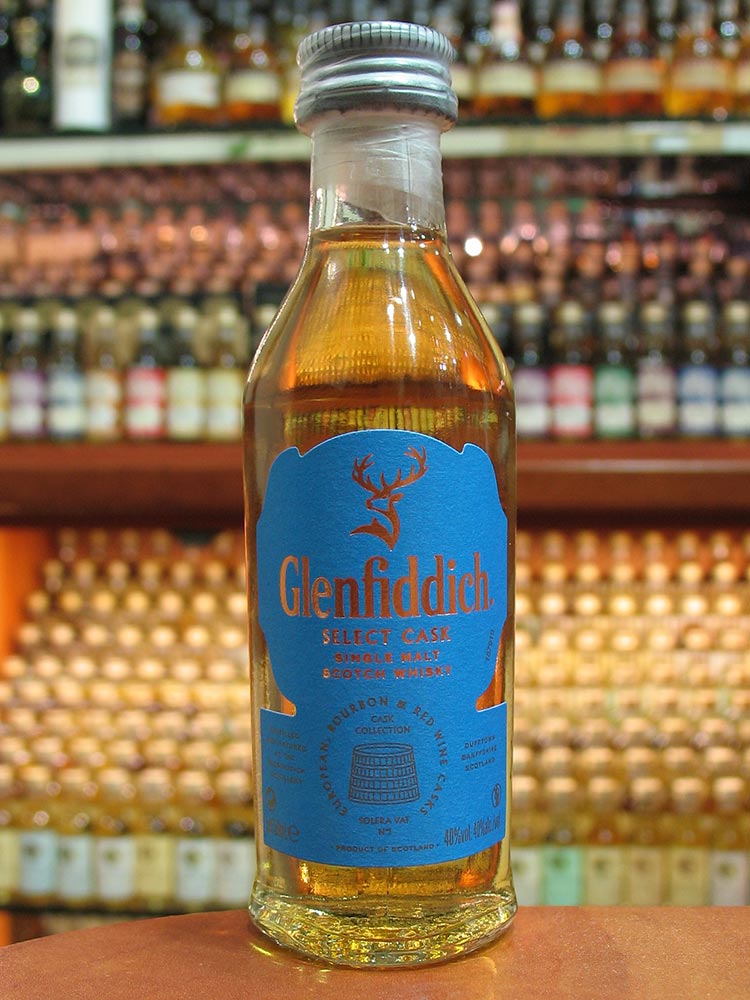 Glenfiddich
SELECT CASK
SINGLE MALT
SCOTCH WHISKY
EUROPEAN, BOURBON & RED WINE CASKS
CASK
COLLECTION
DUFFTOWN
BANFFSHIRE
SCOTLAND
SOLERA VAT
40%vol
• PRODUCT OF SCOTLAND •